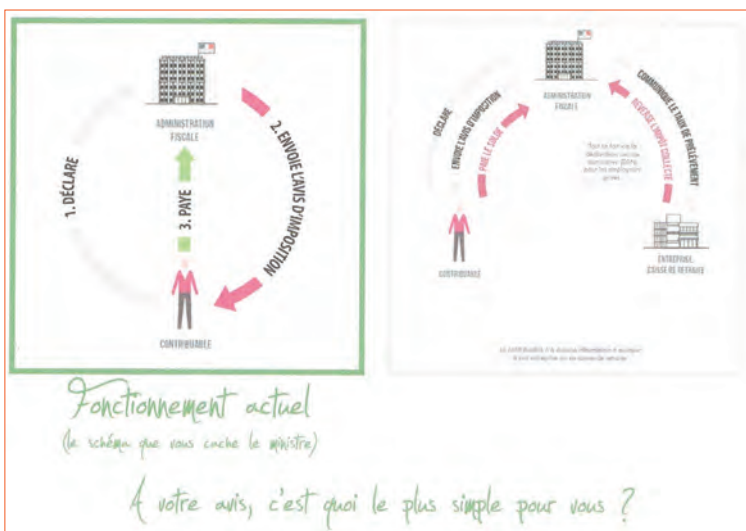 ADMINISTRATION
FISCALE
1. DÉCLARE
2. ENVOIE L'AVIS D'IMPOSITION
3. PAYE
CONTRIBUABLE
ADMINISTRATION
FISCALE
DÉCLARE
ENVOIE L'AVIS D'IMPOSITION
PAIE LE SOLDE
COMMUNIQUE LE TAUX DE PRÉLÈVEMENT
REVERSE L'IMPÔT COLLECTÉ
CONTRIBUABLE
ENTREPRISE,
CAISSE DE RETRAITE
Fonctionnement actuel
(le schéma que vous cache le ministre)
A votre avis, c'est quoi le plus simple pour vous ?